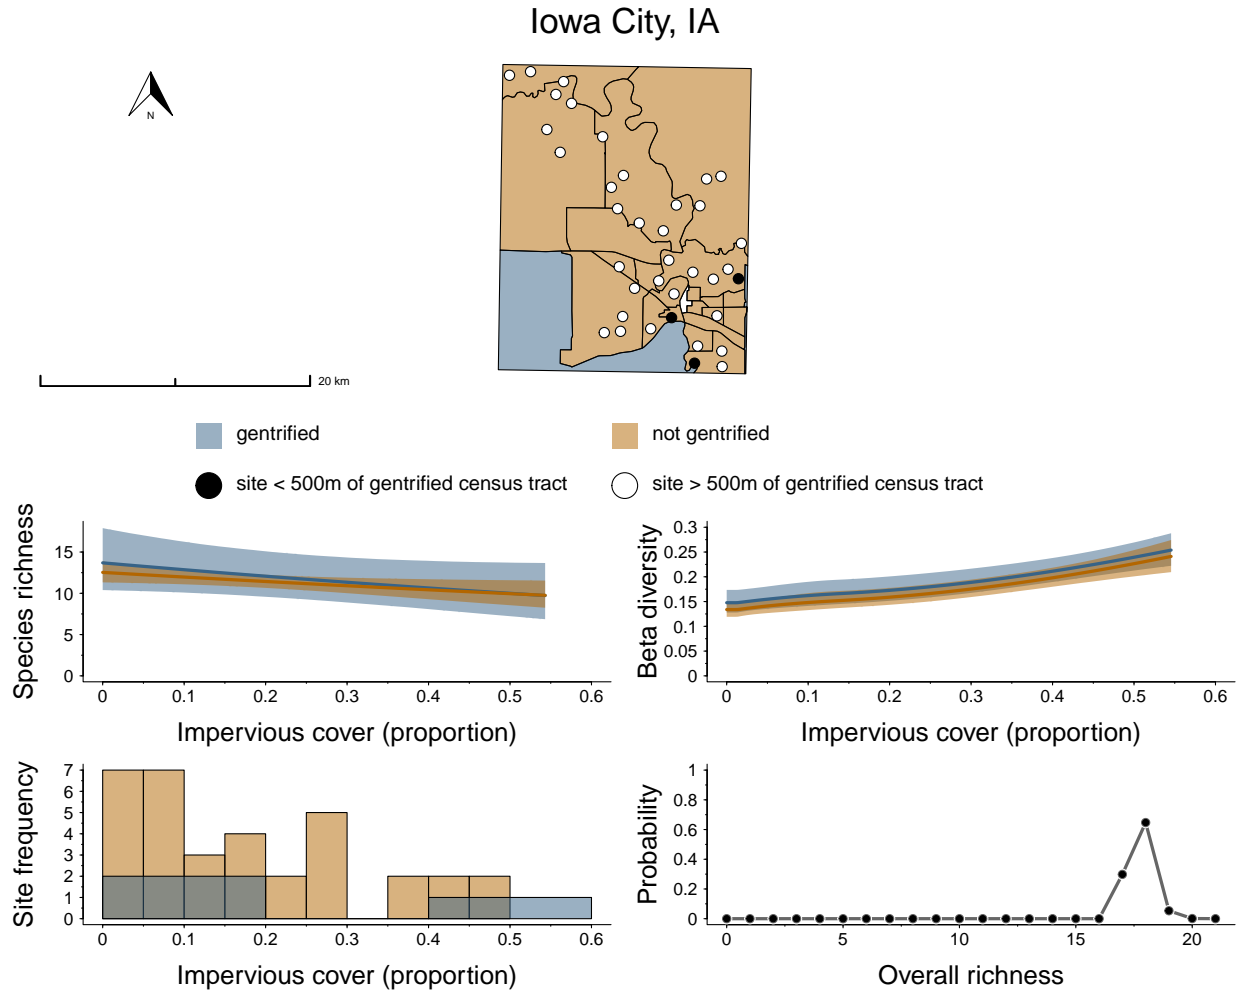 Iowa City, IA
N
20 km
gentrified
not gentrified
site < 500m of gentrified census tract
site > 500m of gentrified census tract
Species richness
15
10
5
0
0 0.1 0.2 0.3 0.4 0.5 0.6
Impervious cover (proportion)
Beta diversity
0.3
0.25
0.2
0.15
0.1
0.05
0
0 0.1 0.2 0.3 0.4 0.5 0.6
Impervious cover (proportion)
Site frequency
7
6
5
4
3
2
1
0
0 0.1 0.2 0.3 0.4 0.5 0.6
Impervious cover (proportion)
Probability
1
0.8
0.6
0.4
0.2
0
0 5 10 15 20
Overall richness